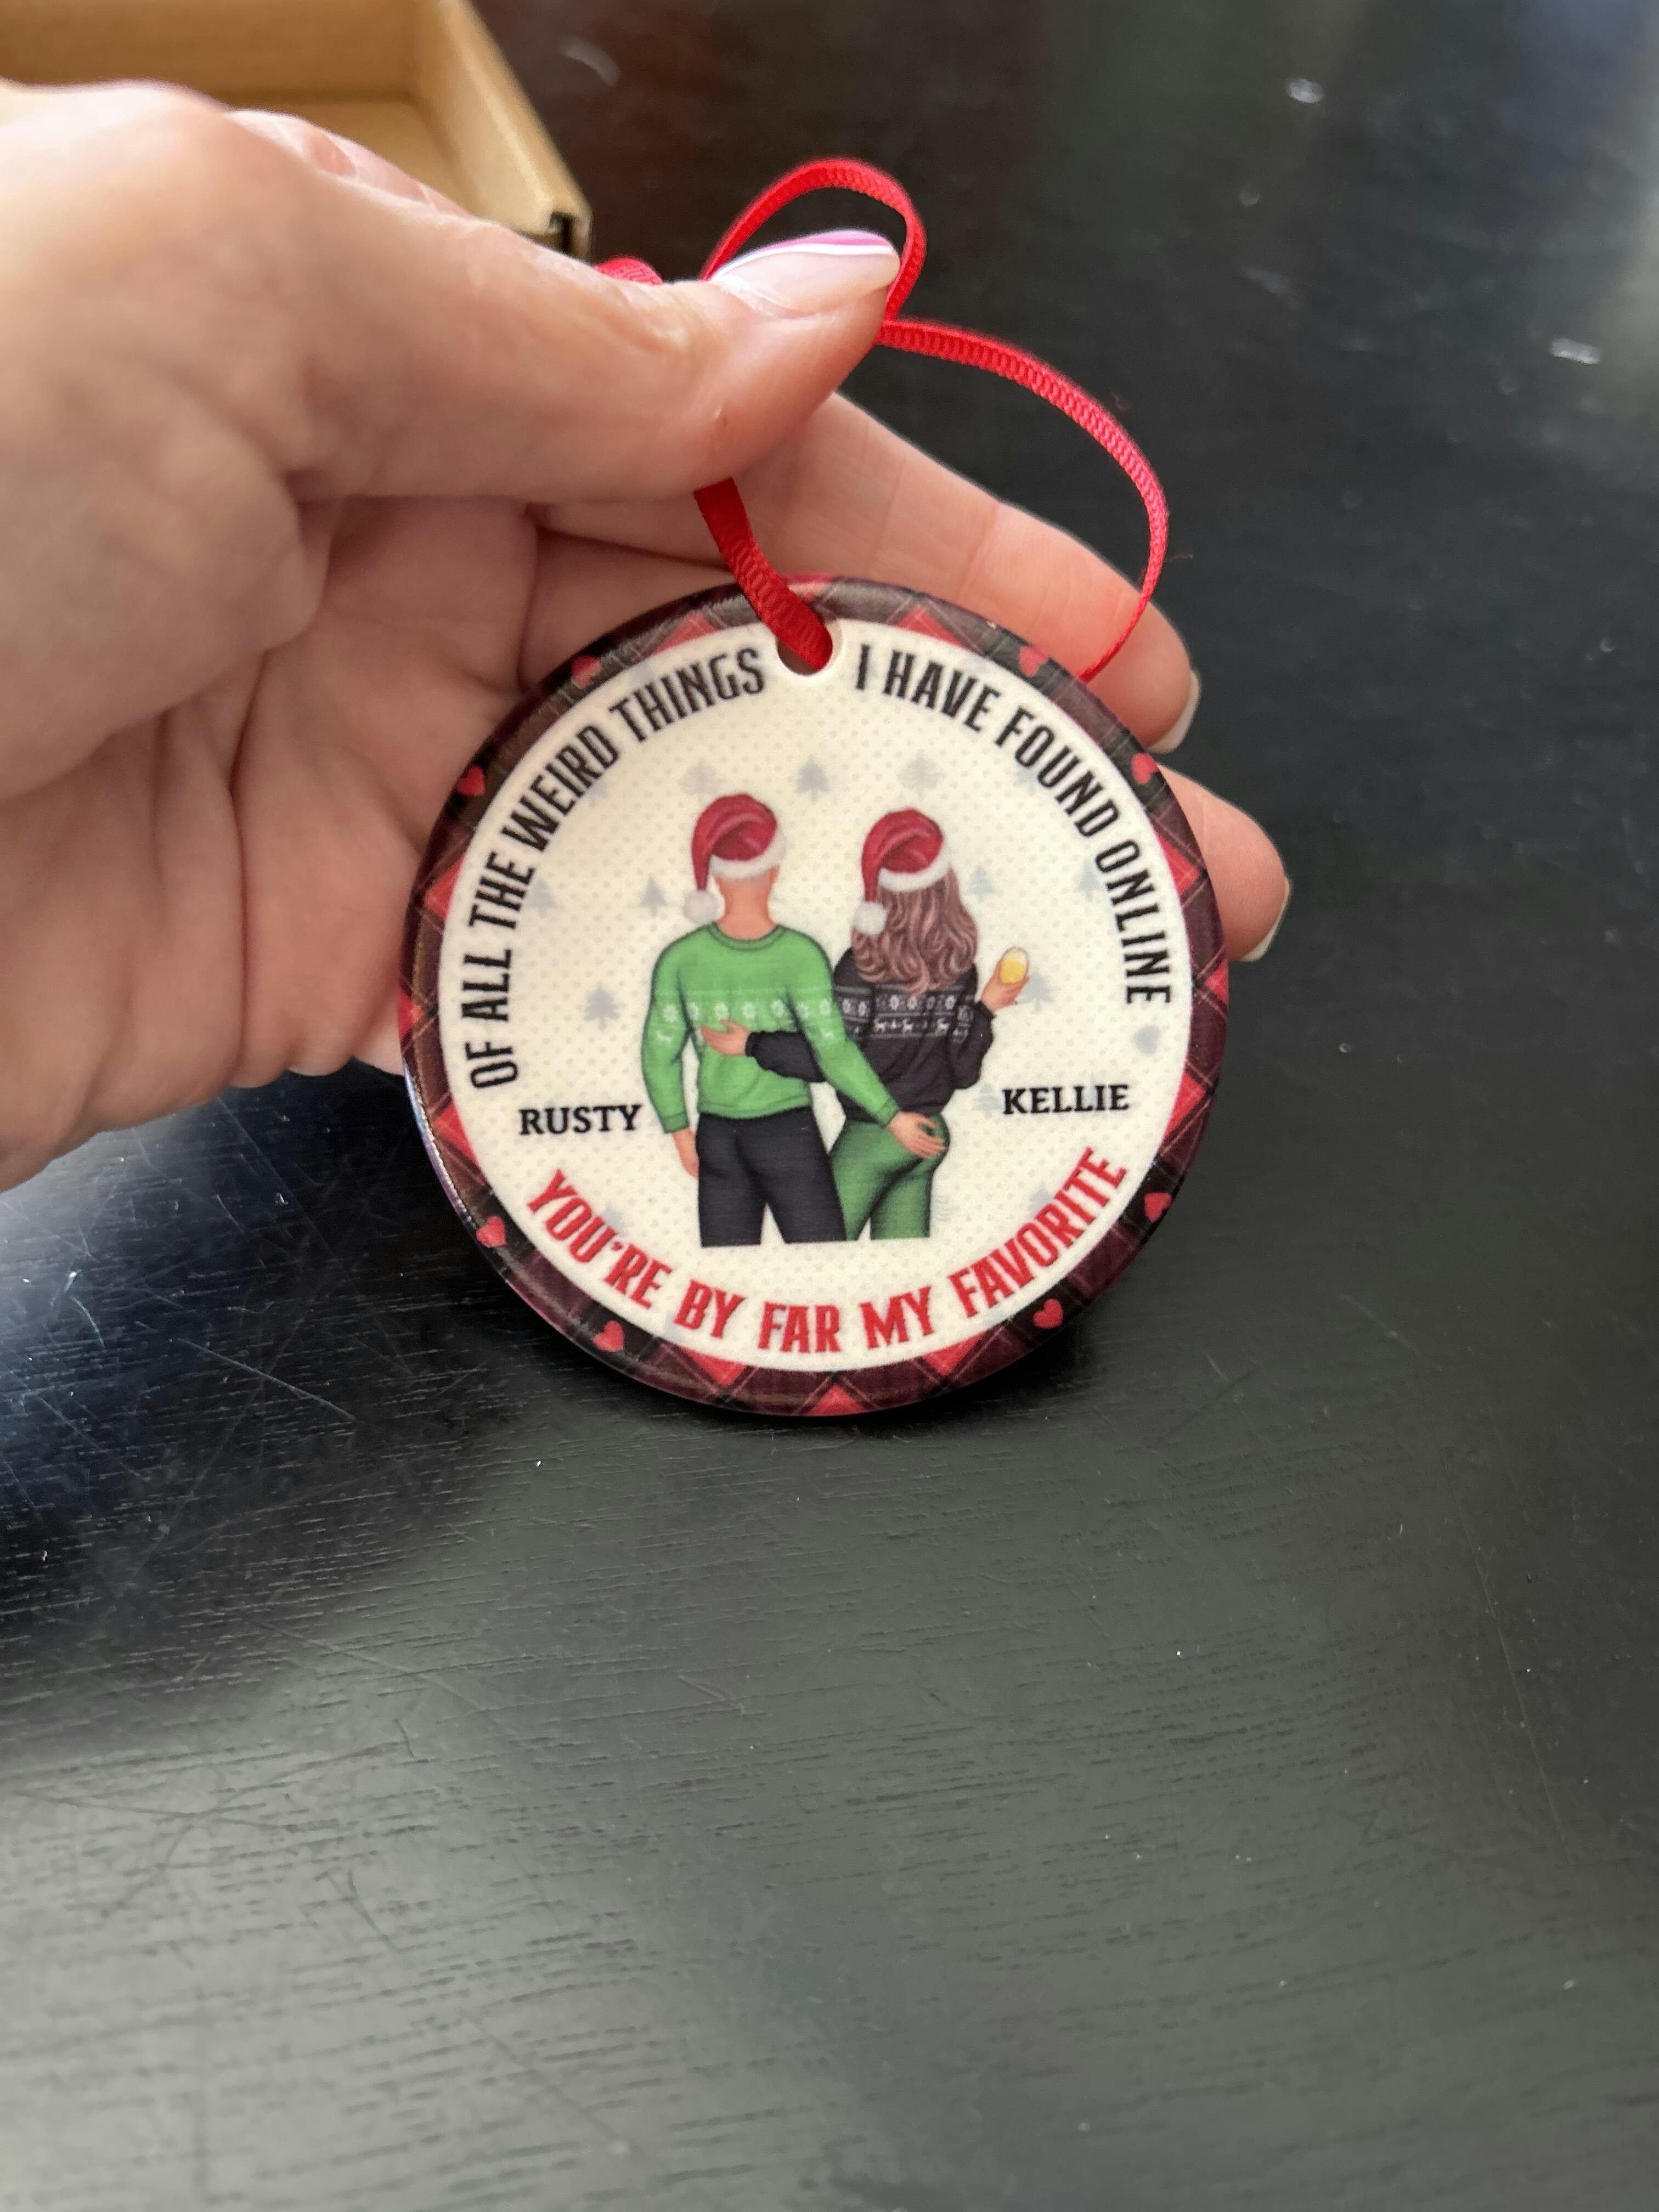 OF ALL THE WEIRD THINGS I HAVE FOUND ONLINE
RUSTY
KELLIE
YOU'RE BY FAR MY FAVORITE